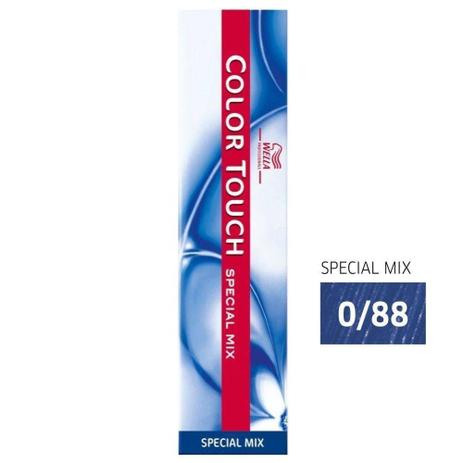 COLOR TOUCH SPECIAL MIX
WELLA
PROFESSIONALS
SPECIAL MIX
SPECIAL MIX
0/88